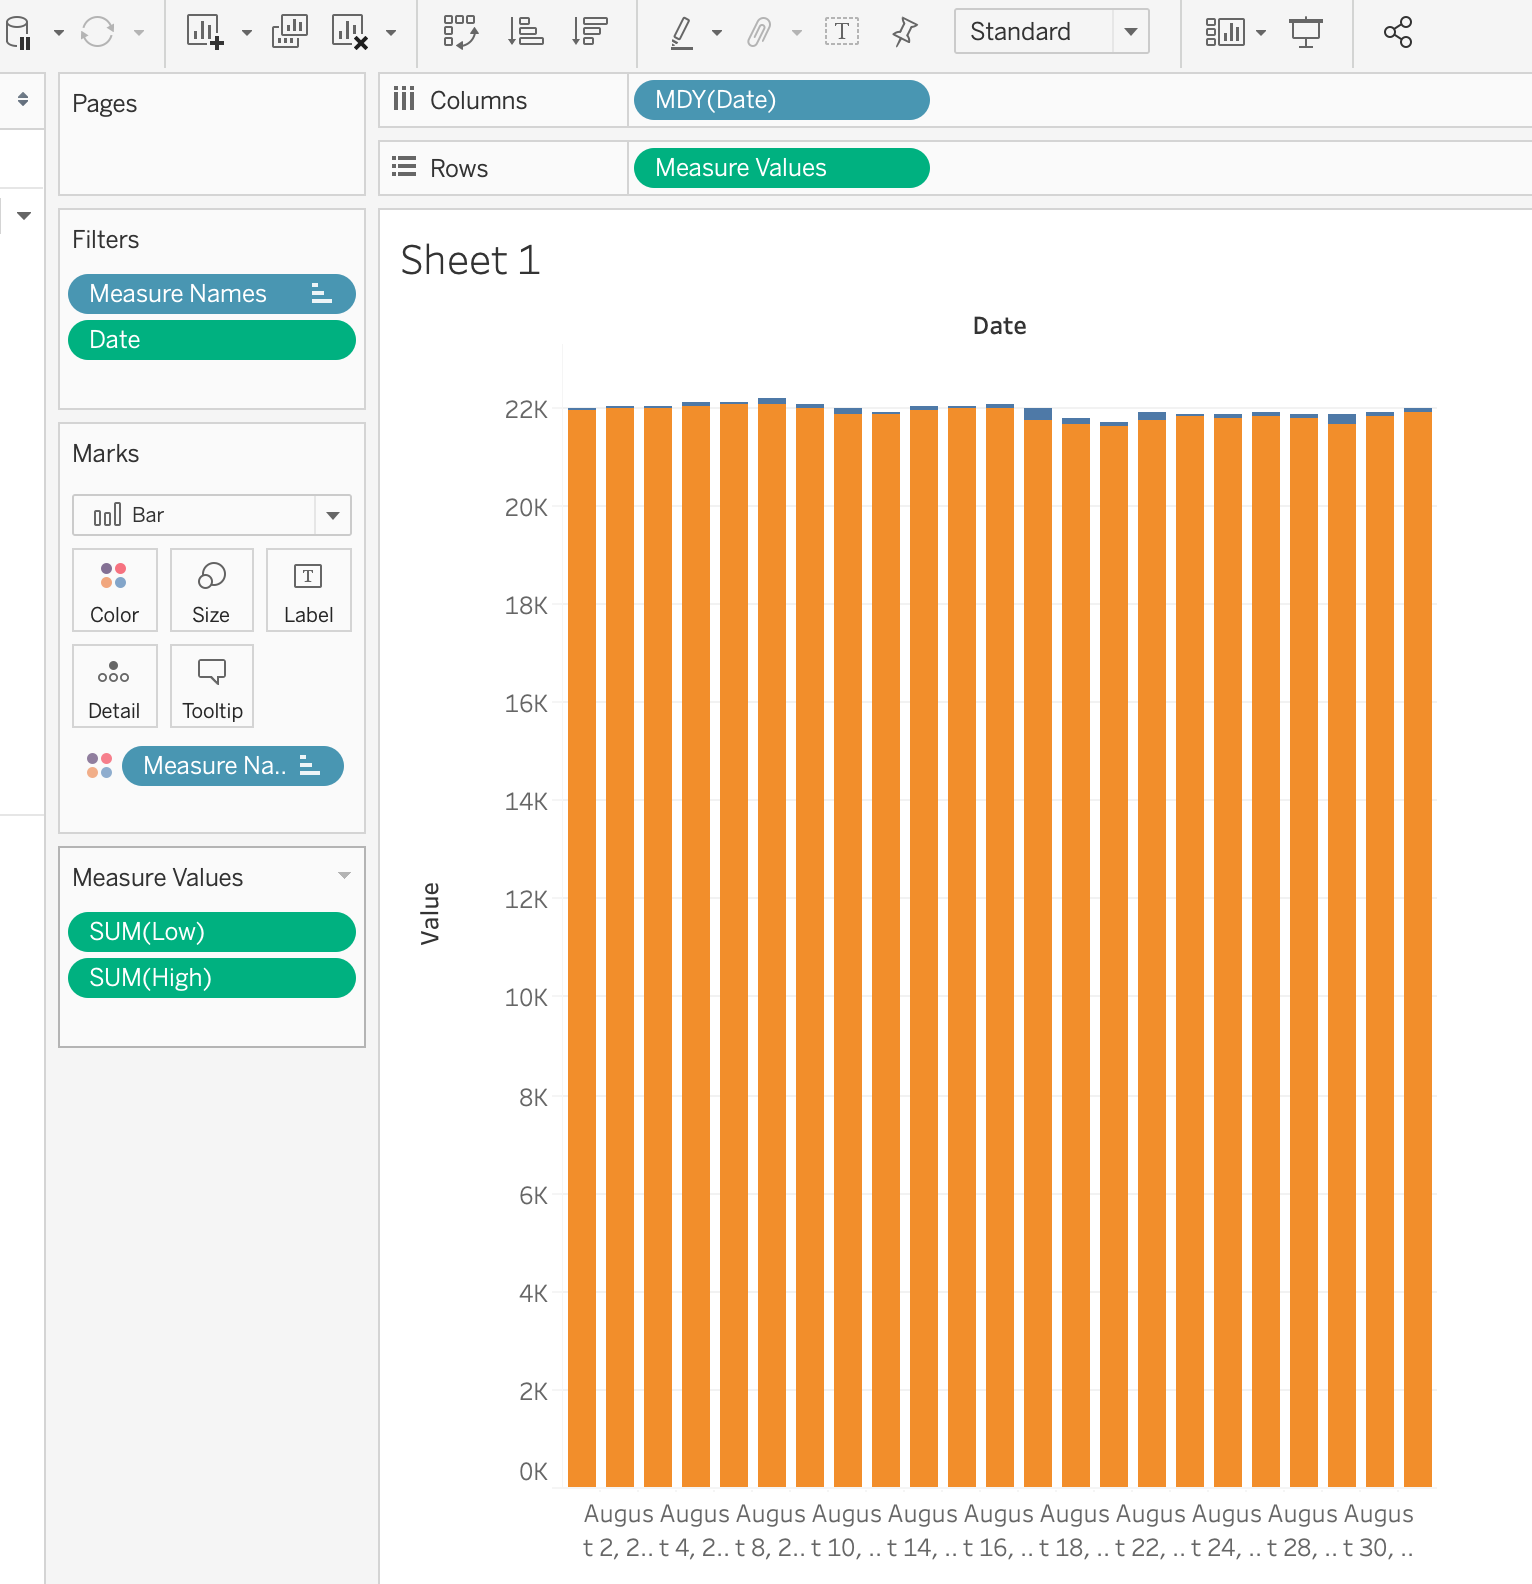 Standard
Pages
Columns
MDY(Date)
Rows
Measure Values
Filters
Measure Names
Date
Marks
Bar
Color
Size
Label
Detail
Tooltip
Measure Na..
Measure Values
SUM(Low)
SUM(High)
Sheet 1
Date
Value
22K
20K
18K
16K
14K
12K
10K
8K
6K
4K
2K
0K
Augus Augus Augus Augus Augus Augus Augus Augus Augus Augus Augus
t 2, 2.. t 4, 2.. t 8, 2.. t 10, .. t 14, .. t 16, .. t 18, .. t 22, .. t 24, .. t 28, .. t 30, ..